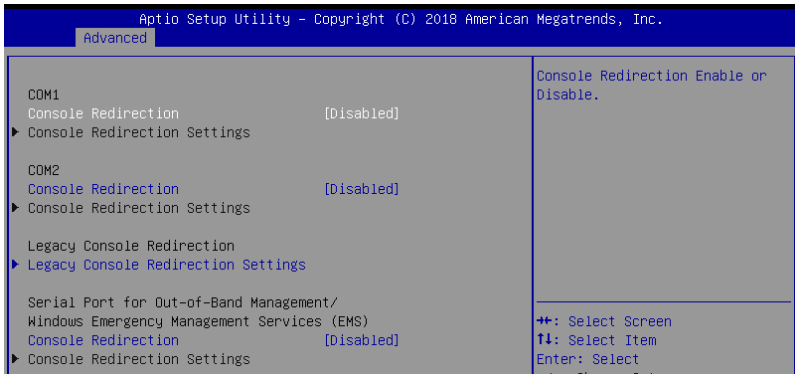 Aptio Setup Utility – Copyright (C) 2018 American Megatrends, Inc.
Advanced
COM1
Console Redirection [Disabled]
Console Redirection Settings
COM2
Console Redirection [Disabled]
Console Redirection Settings
Legacy Console Redirection
Legacy Console Redirection Settings
Serial Port for Out-of-Band Management/
Windows Emergency Management Services (EMS)
Console Redirection [Disabled]
Console Redirection Settings
Console Redirection Enable or
Disable.
→←: Select Screen
↑↓: Select Item
Enter: Select